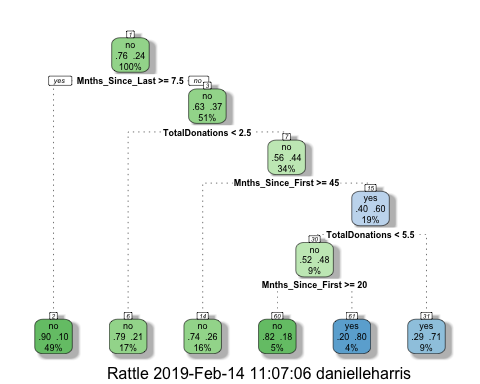 1
no
.76 .24
100%
yes Mnths_Since_Last >= 7.5 no
3
no
.63 .37
51%
TotalDonations < 2.5
7
no
.56 .44
34%
Mnths_Since_First >= 45
15
yes
.40 .60
19%
TotalDonations < 5.5
30
no
.52 .48
9%
Mnths_Since_First >= 20
2
no
.90 .10
49%
6
no
.79 .21
17%
14
no
.74 .26
16%
60
no
.82 .18
5%
61
yes
.20 .80
4%
31
yes
.29 .71
9%
Rattle 2019-Feb-14 11:07:06 danielleharris